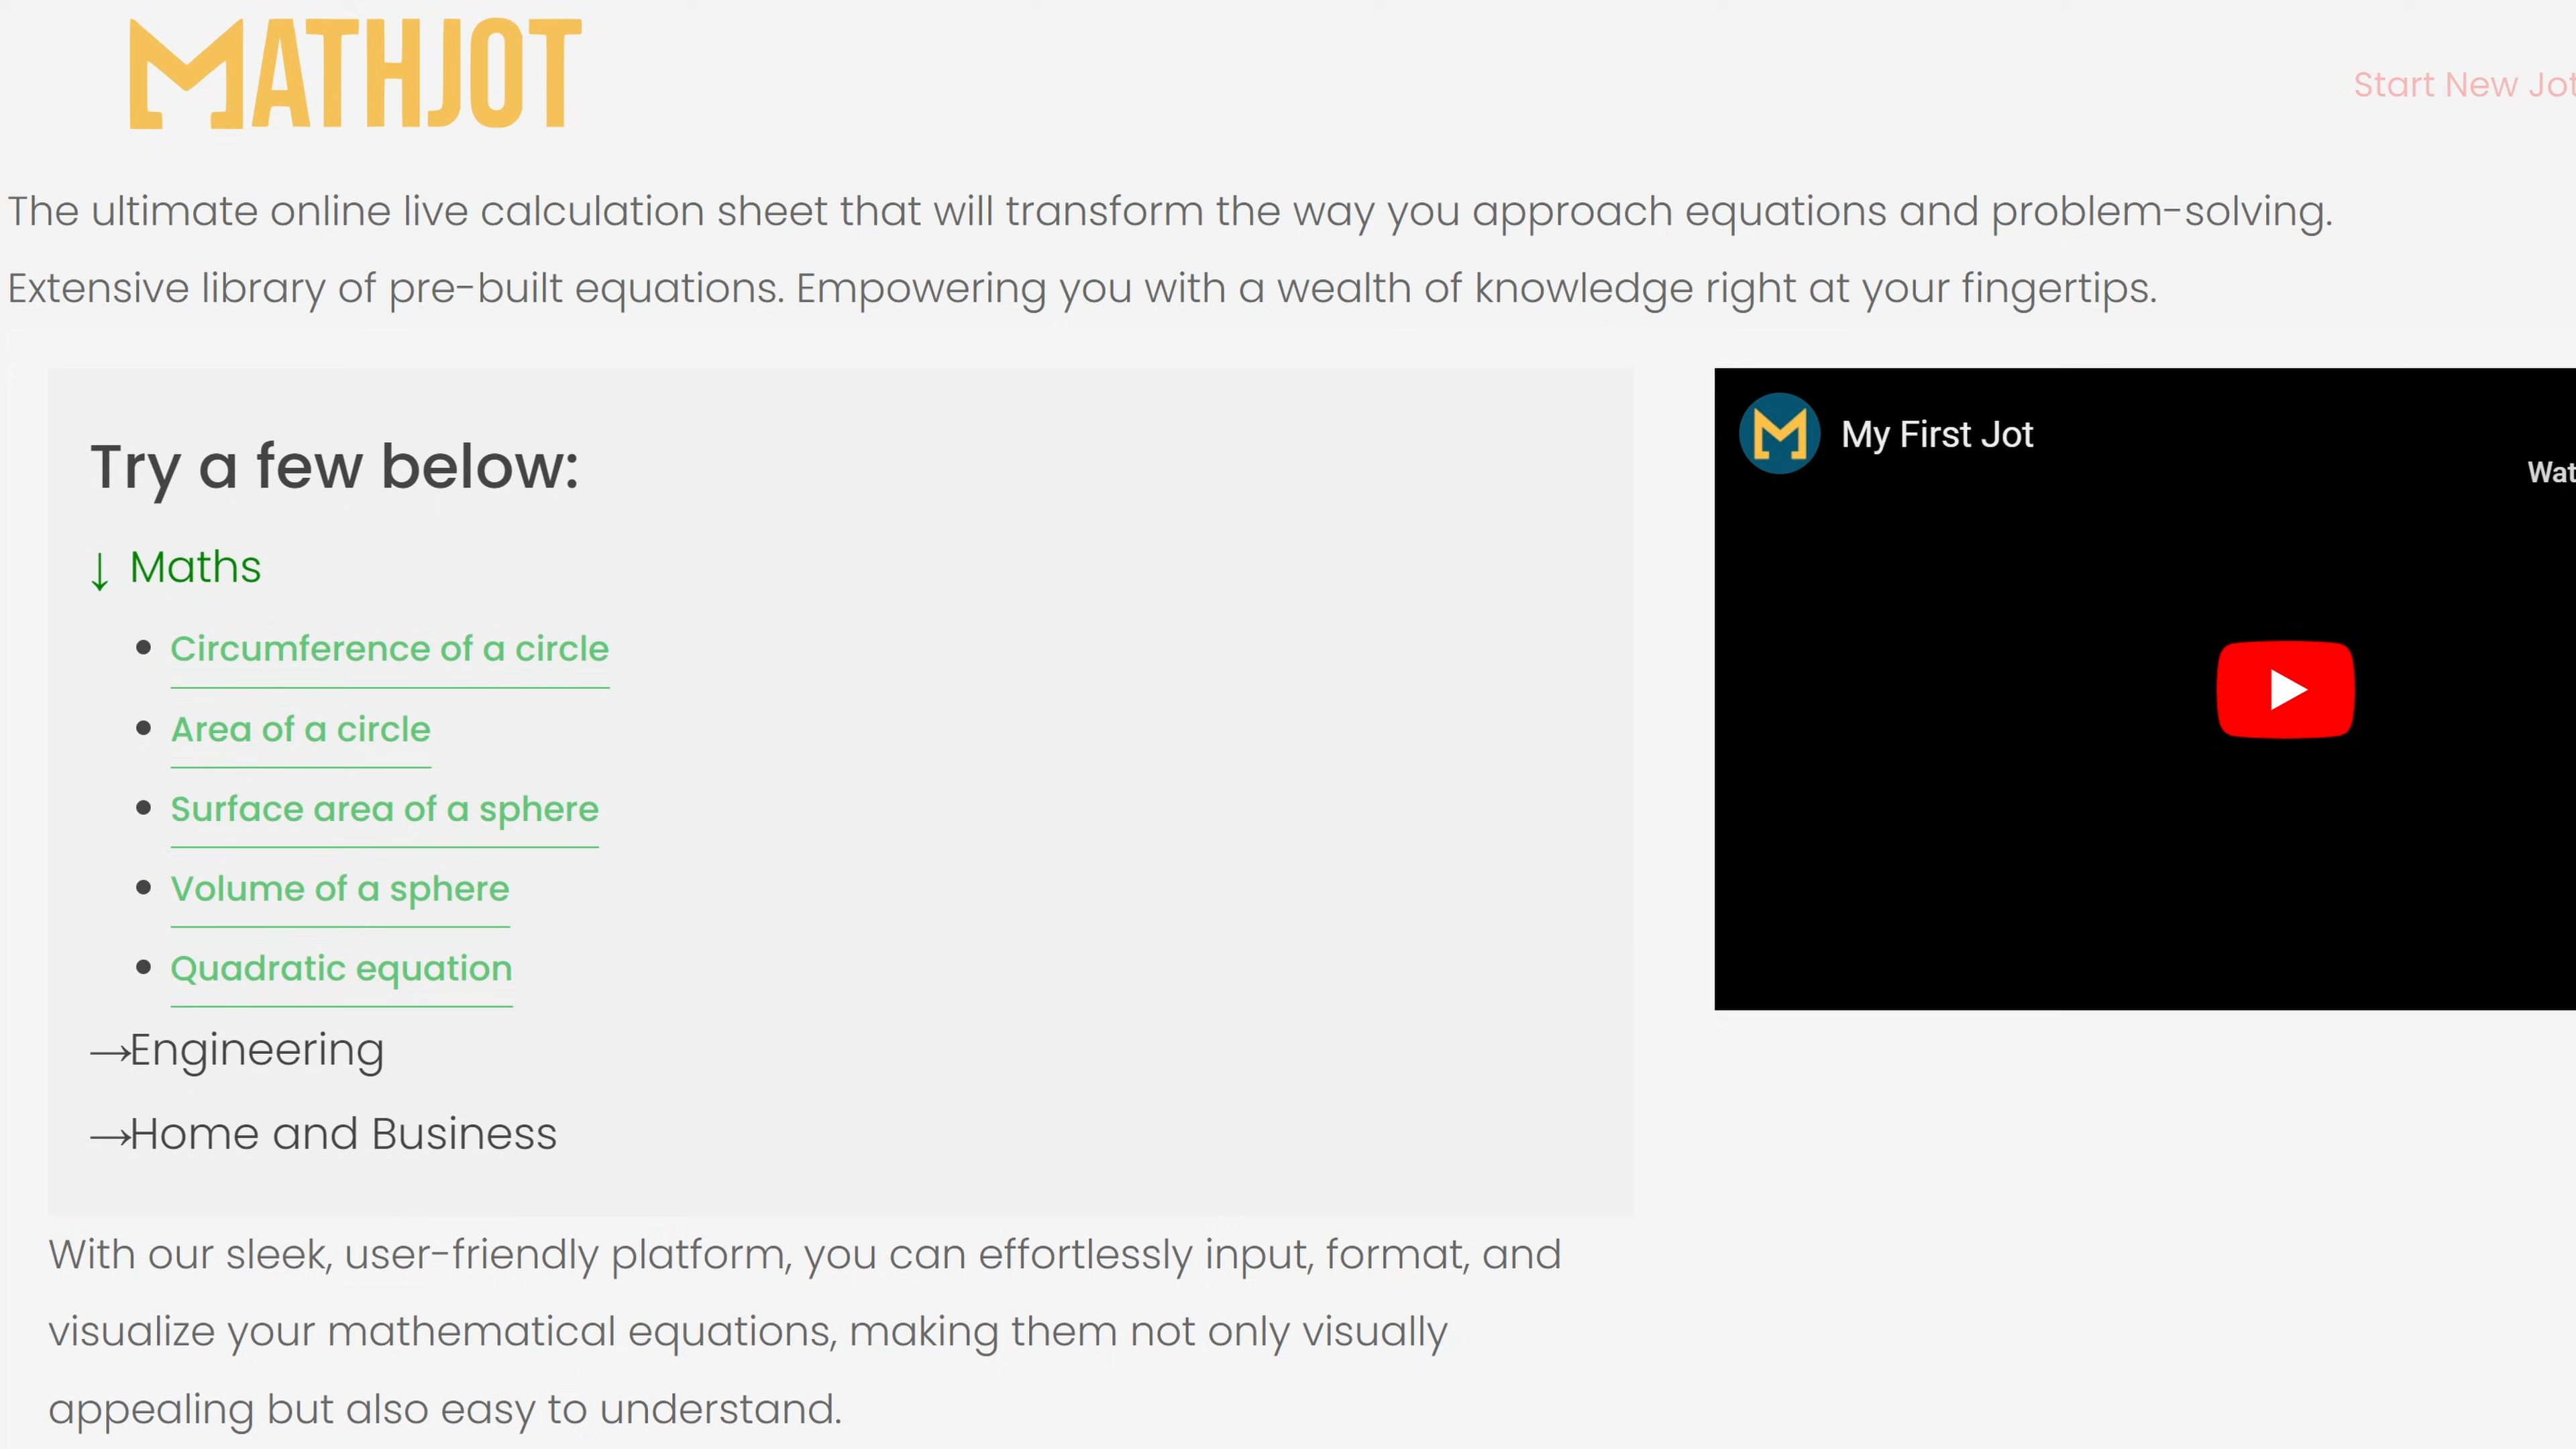 MATHJOT
Start New Jot
The ultimate online live calculation sheet that will transform the way you approach equations and problem-solving.
Extensive library of pre-built equations. Empowering you with a wealth of knowledge right at your fingertips.
Try a few below:
↓ Maths
• Circumference of a circle
• Area of a circle
• Surface area of a sphere
• Volume of a sphere
• Quadratic equation
→Engineering
→Home and Business
M My First Jot
With our sleek, user-friendly platform, you can effortlessly input, format, and
visualize your mathematical equations, making them not only visually
appealing but also easy to understand.